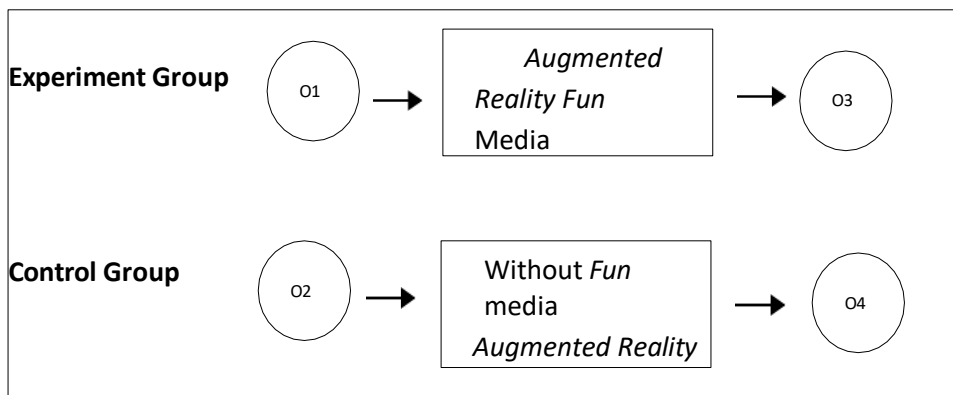 Experiment Group
O1
Augmented
Reality Fun
Media
O3
Control Group
O2
Without Fun
media
Augmented Reality
O4